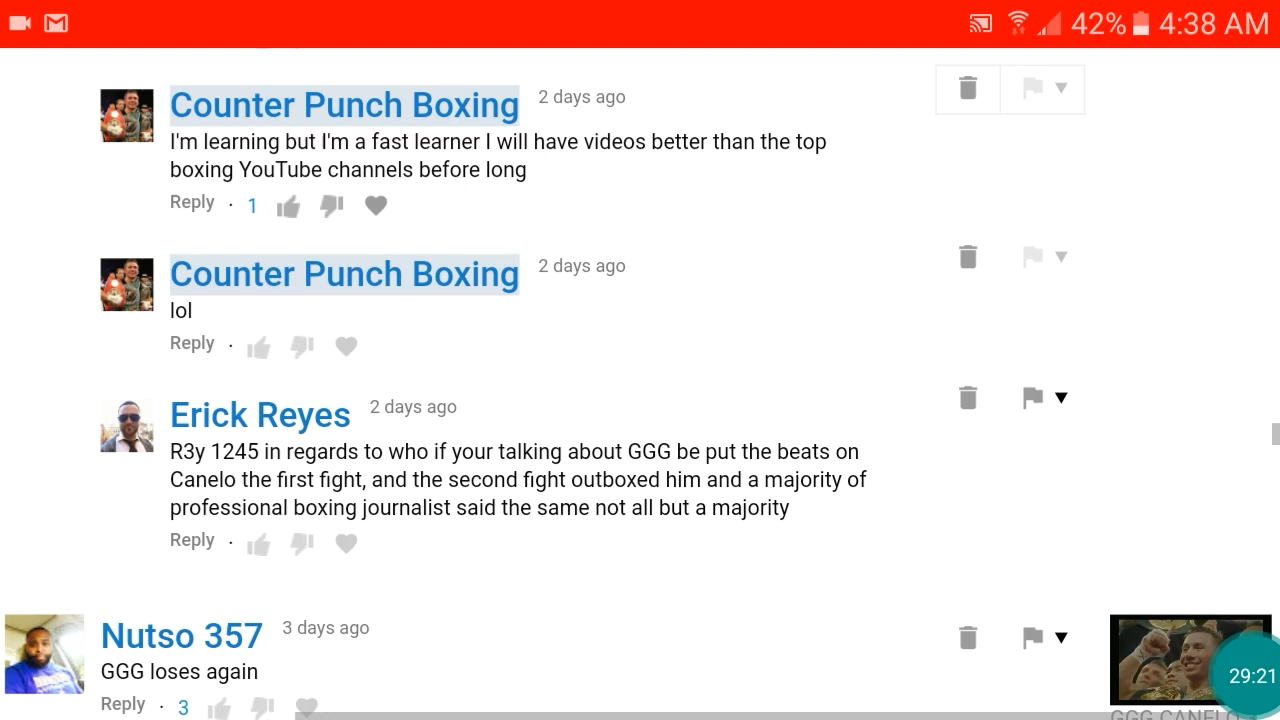 42% 4:38 AM
Counter Punch Boxing 2 days ago
I'm learning but I'm a fast learner I will have videos better than the top
boxing YouTube channels before long
Reply · 1
Counter Punch Boxing 2 days ago
lol
Reply ·
Erick Reyes 2 days ago
R3y 1245 in regards to who if your talking about GGG be put the beats on
Canelo the first fight, and the second fight outboxed him and a majority of
professional boxing journalist said the same not all but a majority
Reply ·
Nutso 357 3 days ago
GGG loses again
Reply · 3
29:21
GGG CANELO 3